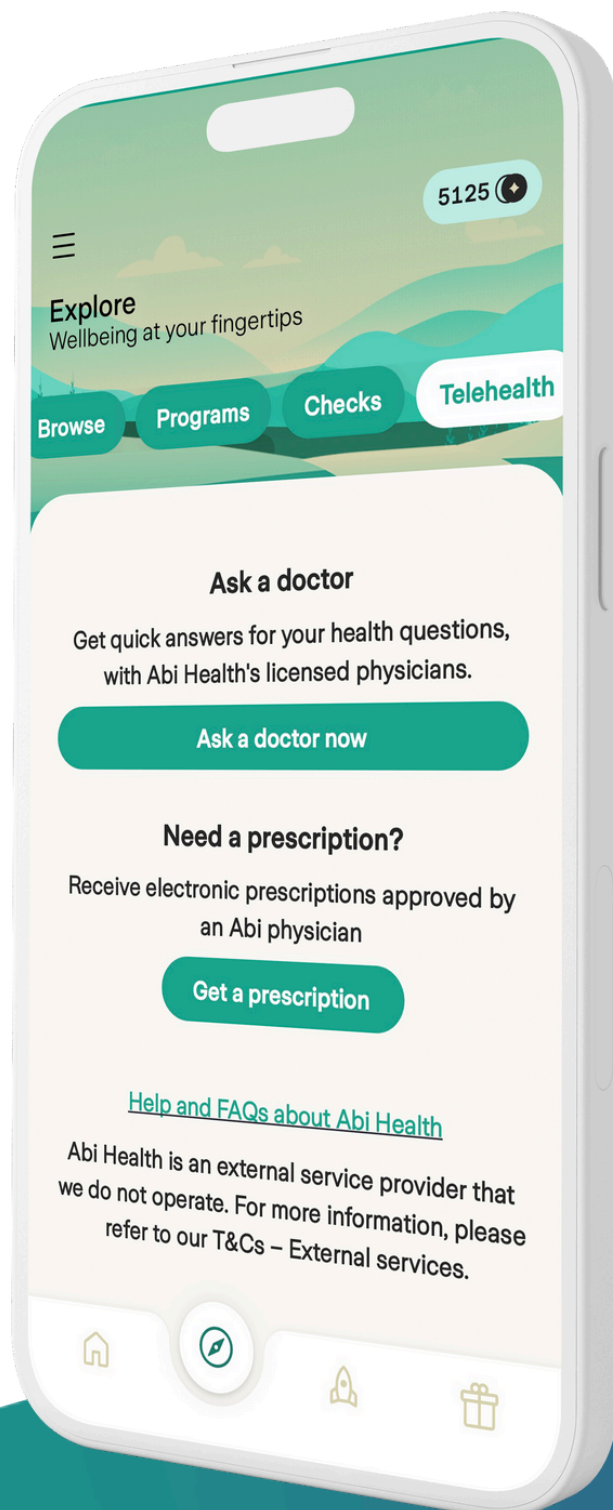 5125
Explore
Wellbeing at your fingertips
Browse
Programs
Checks
Telehealth
Ask a doctor
Get quick answers for your health questions,
with Abi Health's licensed physicians.
Ask a doctor now
Need a prescription?
Receive electronic prescriptions approved by
an Abi physician
Get a prescription
Help and FAQs about Abi Health
Abi Health is an external service provider that
we do not operate. For more information, please
refer to our T&Cs – External services.